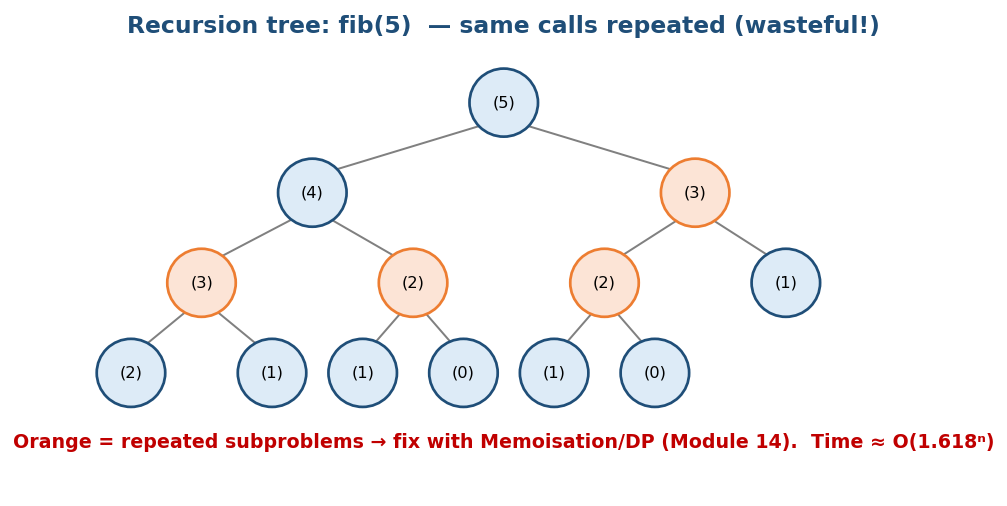 Recursion tree: fib(5) — same calls repeated (wasteful!)
(5)
(4) (3)
(3) (2) (2) (1)
(2) (1) (1) (0) (1) (0)
Orange = repeated subproblems → fix with Memoisation/DP (Module 14). Time ≈ O(1.618ⁿ)